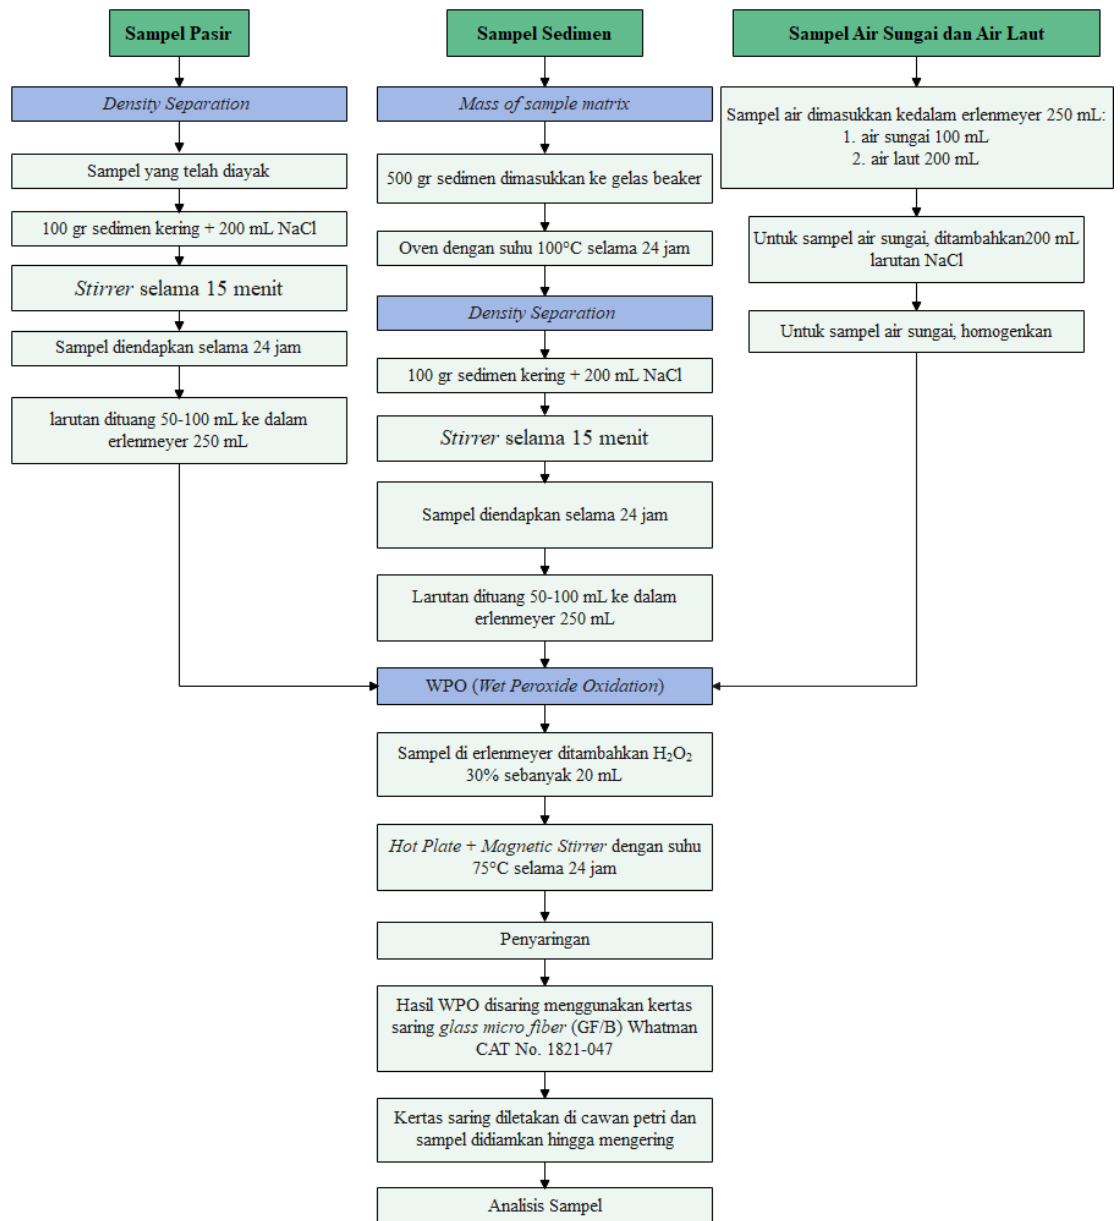 Sampel Pasir
Density Separation
Sampel yang telah diayak
100 gr sedimen kering + 200 mL NaCl
Stirrer selama 15 menit
Sampel diendapkan selama 24 jam
larutan dituang 50-100 mL ke dalam
erlenmeyer 250 mL
Sampel Sedimen
Mass of sample matrix
500 gr sedimen dimasukkan ke gelas beaker
Oven dengan suhu 100°C selama 24 jam
Density Separation
100 gr sedimen kering + 200 mL NaCl
Stirrer selama 15 menit
Sampel diendapkan selama 24 jam
Larutan dituang 50-100 mL ke dalam
erlenmeyer 250 mL
Sampel Air Sungai dan Air Laut
Sampel air dimasukkan kedalam erlenmeyer 250 mL:
1. air sungai 100 mL
2. air laut 200 mL
Untuk sampel air sungai, ditambahkan200 mL
larutan NaCl
Untuk sampel air sungai, homogenkan
WPO (Wet Peroxide Oxidation)
Sampel di erlenmeyer ditambahkan H₂O₂
30% sebanyak 20 mL
Hot Plate + Magnetic Stirrer dengan suhu
75°C selama 24 jam
Penyaringan
Hasil WPO disaring menggunakan kertas
saring glass micro fiber (GF/B) Whatman
CAT No. 1821-047
Kertas saring diletakan di cawan petri dan
sampel didiamkan hingga mengering
Analisis Sampel